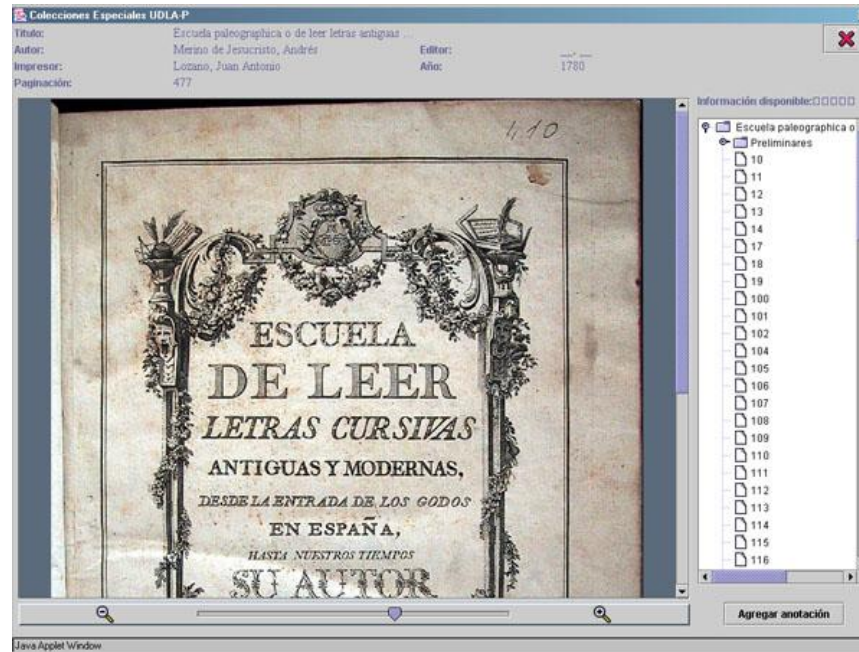 Colecciones Especiales UDLA-P
Título: Escuela paleographica o de leer letras antiguas ...
Autor: Merino de Jesucristo, Andrés Editor: __, __
Impresor: Lozano, Juan Antonio Año: 1780
Paginación: 477
Información disponible:
Escuela paleographica o
Preliminares
10
11
12
13
14
17
18
19
100
101
102
104
105
106
107
108
109
110
111
112
113
114
115
116
410
ESCUELA
DE LEER
LETRAS CURSIVAS
ANTIGUAS Y MODERNAS,
DESDE LA ENTRADA DE LOS GODOS
EN ESPAÑA,
HASTA NUESTROS TIEMPOS
SU AUTOR
Agregar anotación
Java Applet Window